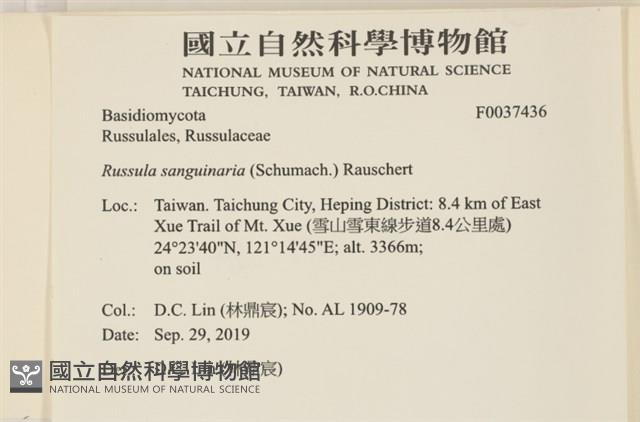 國立自然科學博物館
NATIONAL MUSEUM OF NATURAL SCIENCE
TAICHUNG, TAIWAN, R.O.CHINA
Basidiomycota F0037436
Russulales, Russulaceae
Russula sanguinaria (Schumach.) Rauschert
Loc.: Taiwan. Taichung City, Heping District: 8.4 km of East
Xue Trail of Mt. Xue (雪山雪東線步道8.4公里處)
24°23'40"N, 121°14'45"E; alt. 3366m;
on soil
Col.: D.C. Lin (林鼎宸); No. AL 1909-78
Date: Sep. 29, 2019
國立自然科學博物館
NATIONAL MUSEUM OF NATURAL SCIENCE